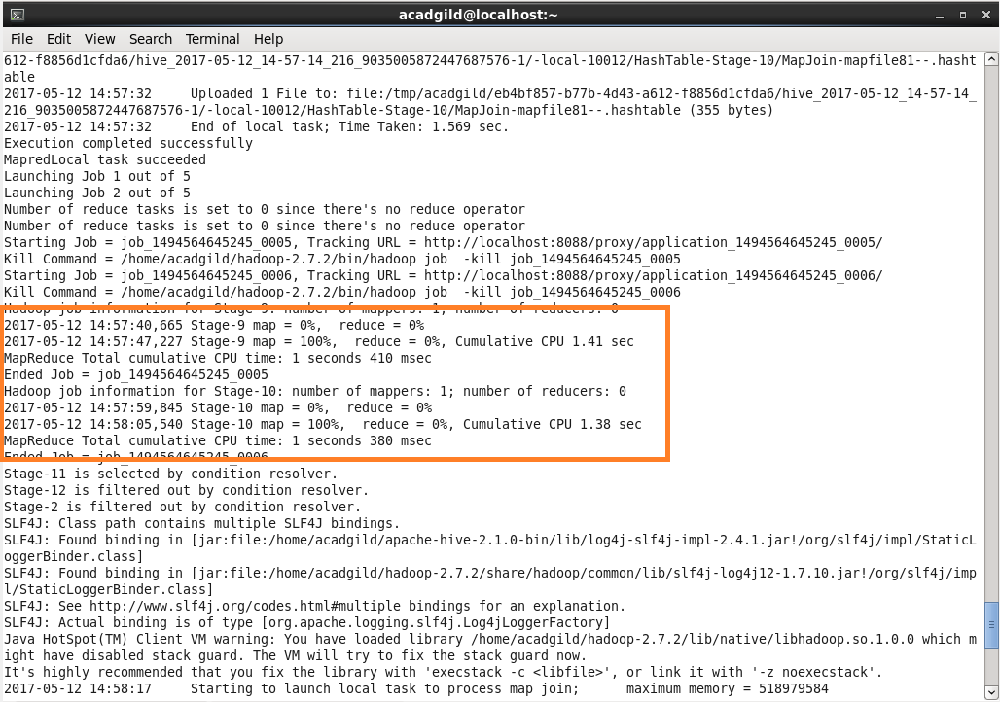 acadgild@localhost:~
File Edit View Search Terminal Help
612-f8856d1cfda6/hive_2017-05-12_14-57-14_216_9035005872447687576-1/-local-10012/HashTable-Stage-10/MapJoin-mapfile81--.hasht
able
2017-05-12 14:57:32     Uploaded 1 File to: file:/tmp/acadgild/eb4bf857-b77b-4d43-a612-f8856d1cfda6/hive_2017-05-12_14-57-14_
216_9035005872447687576-1/-local-10012/HashTable-Stage-10/MapJoin-mapfile81--.hashtable (355 bytes)
2017-05-12 14:57:32     End of local task; Time Taken: 1.569 sec.
Execution completed successfully
MapredLocal task succeeded
Launching Job 1 out of 5
Launching Job 2 out of 5
Number of reduce tasks is set to 0 since there's no reduce operator
Number of reduce tasks is set to 0 since there's no reduce operator
Starting Job = job_1494564645245_0005, Tracking URL = http://localhost:8088/proxy/application_1494564645245_0005/
Kill Command = /home/acadgild/hadoop-2.7.2/bin/hadoop job  -kill job_1494564645245_0005
Starting Job = job_1494564645245_0006, Tracking URL = http://localhost:8088/proxy/application_1494564645245_0006/
Kill Command = /home/acadgild/hadoop-2.7.2/bin/hadoop job  -kill job_1494564645245_0006
Hadoop job information for Stage-9: number of mappers: 1; number of reducers: 0
2017-05-12 14:57:40,665 Stage-9 map = 0%,  reduce = 0%
2017-05-12 14:57:47,227 Stage-9 map = 100%,  reduce = 0%, Cumulative CPU 1.41 sec
MapReduce Total cumulative CPU time: 1 seconds 410 msec
Ended Job = job_1494564645245_0005
Hadoop job information for Stage-10: number of mappers: 1; number of reducers: 0
2017-05-12 14:57:59,845 Stage-10 map = 0%,  reduce = 0%
2017-05-12 14:58:05,540 Stage-10 map = 100%,  reduce = 0%, Cumulative CPU 1.38 sec
MapReduce Total cumulative CPU time: 1 seconds 380 msec
Ended Job = job_1494564645245_0006
Stage-11 is selected by condition resolver.
Stage-12 is filtered out by condition resolver.
Stage-2 is filtered out by condition resolver.
SLF4J: Class path contains multiple SLF4J bindings.
SLF4J: Found binding in [jar:file:/home/acadgild/apache-hive-2.1.0-bin/lib/log4j-slf4j-impl-2.4.1.jar!/org/slf4j/impl/StaticL
oggerBinder.class]
SLF4J: Found binding in [jar:file:/home/acadgild/hadoop-2.7.2/share/hadoop/common/lib/slf4j-log4j12-1.7.10.jar!/org/slf4j/imp
l/StaticLoggerBinder.class]
SLF4J: See http://www.slf4j.org/codes.html#multiple_bindings for an explanation.
SLF4J: Actual binding is of type [org.apache.logging.slf4j.Log4jLoggerFactory]
Java HotSpot(TM) Client VM warning: You have loaded library /home/acadgild/hadoop-2.7.2/lib/native/libhadoop.so.1.0.0 which m
ight have disabled stack guard. The VM will try to fix the stack guard now.
It's highly recommended that you fix the library with 'execstack -c <libfile>', or link it with '-z noexecstack'.
2017-05-12 14:58:17     Starting to launch local task to process map join;      maximum memory = 518979584